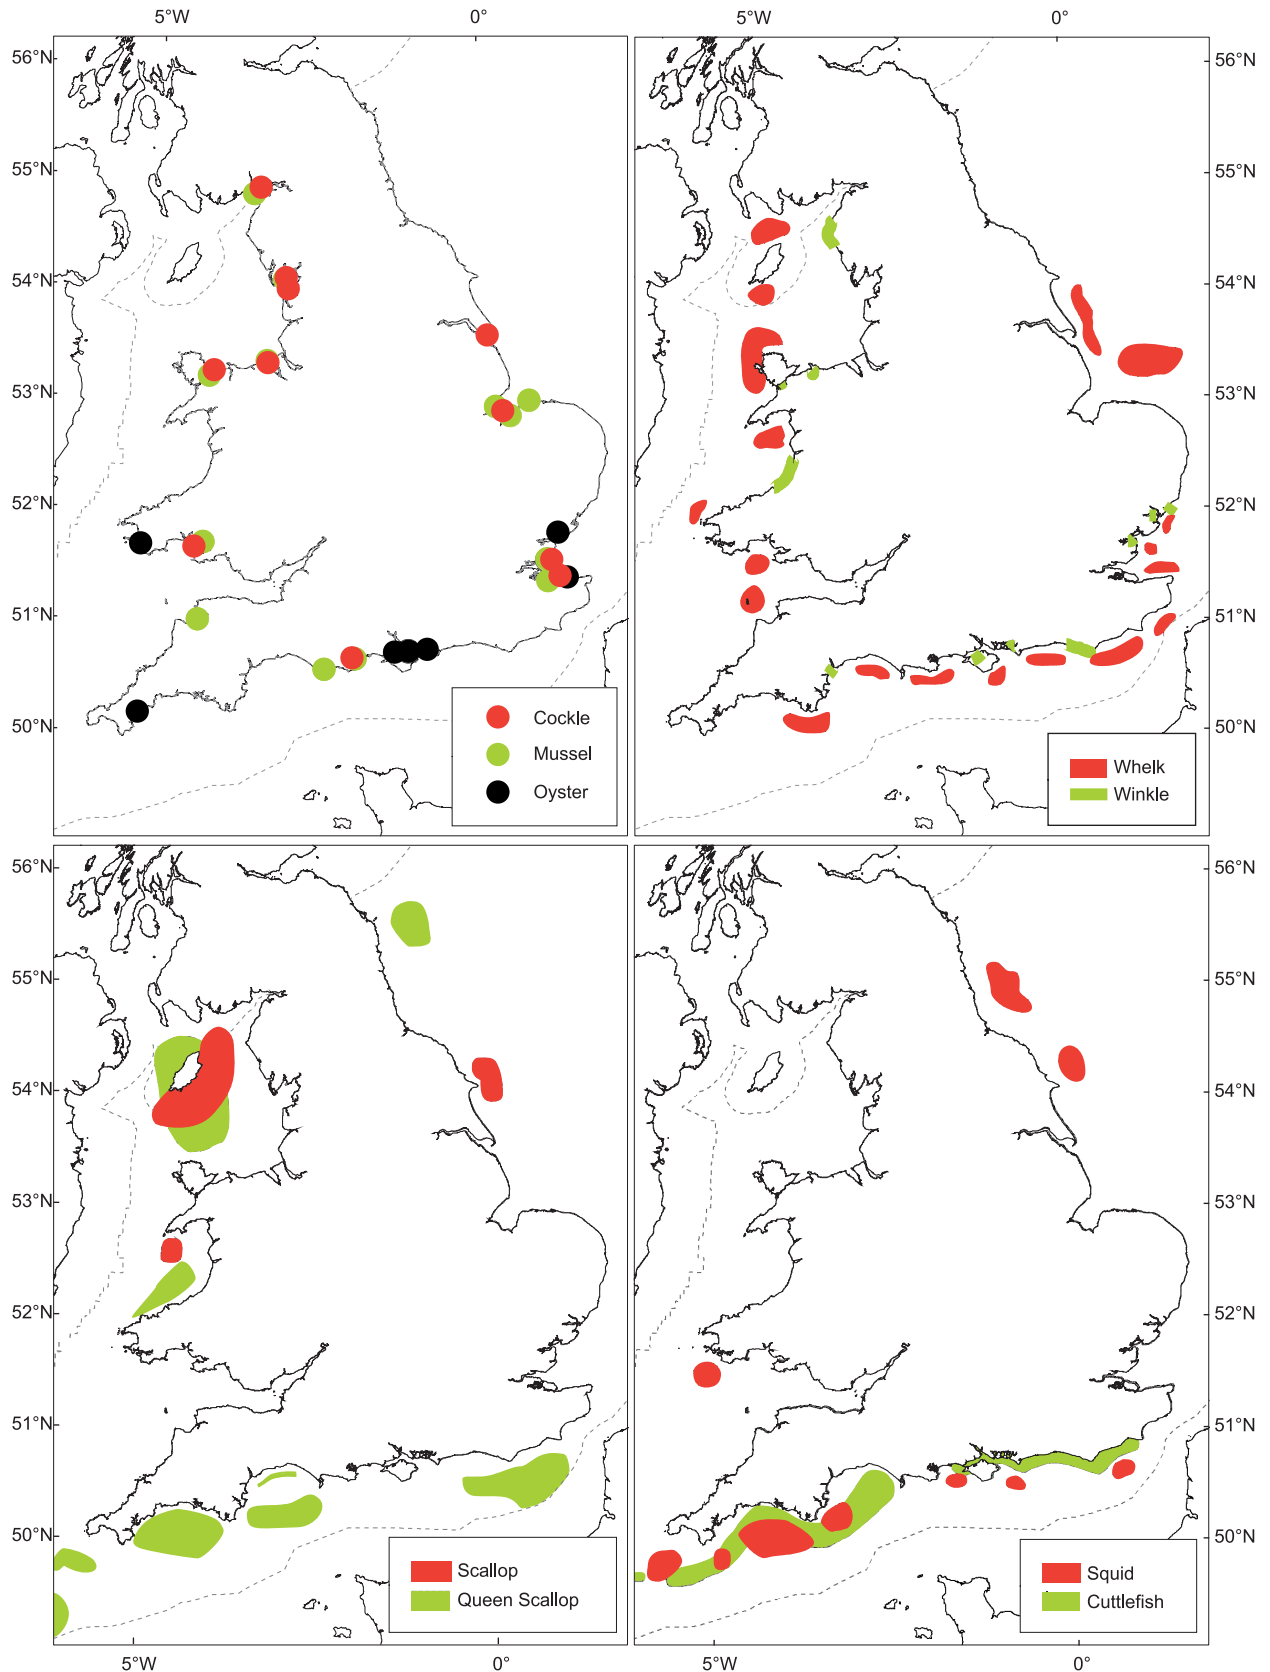 5°W 0° 5°W 0°
56°N 56°N
55°N 55°N
54°N 54°N
53°N 53°N
52°N 52°N
51°N 51°N
50°N 50°N
Cockle
Mussel
Oyster
Whelk
Winkle
56°N 56°N
55°N 55°N
54°N 54°N
53°N 53°N
52°N 52°N
51°N 51°N
50°N 50°N
Scallop
Queen Scallop
Squid
Cuttlefish
5°W 0° 5°W 0°